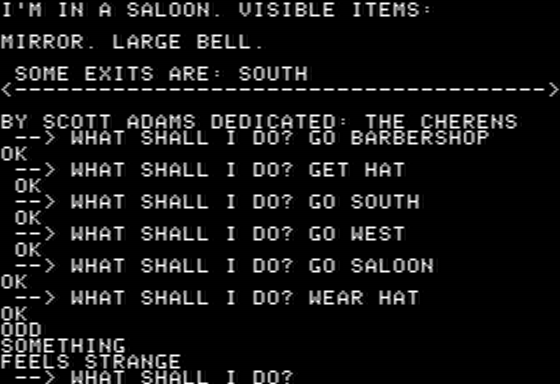 I'M IN A SALOON. VISIBLE ITEMS:
MIRROR. LARGE BELL.
SOME EXITS ARE: SOUTH
<--------------------------------------->
BY SCOTT ADAMS DEDICATED: THE CHERENS
--> WHAT SHALL I DO? GO BARBERSHOP
OK
--> WHAT SHALL I DO? GET HAT
OK
--> WHAT SHALL I DO? GO SOUTH
OK
--> WHAT SHALL I DO? GO WEST
OK
--> WHAT SHALL I DO? GO SALOON
OK
--> WHAT SHALL I DO? WEAR HAT
OK
ODD
SOMETHING
FEELS STRANGE
--> WHAT SHALL I DO?